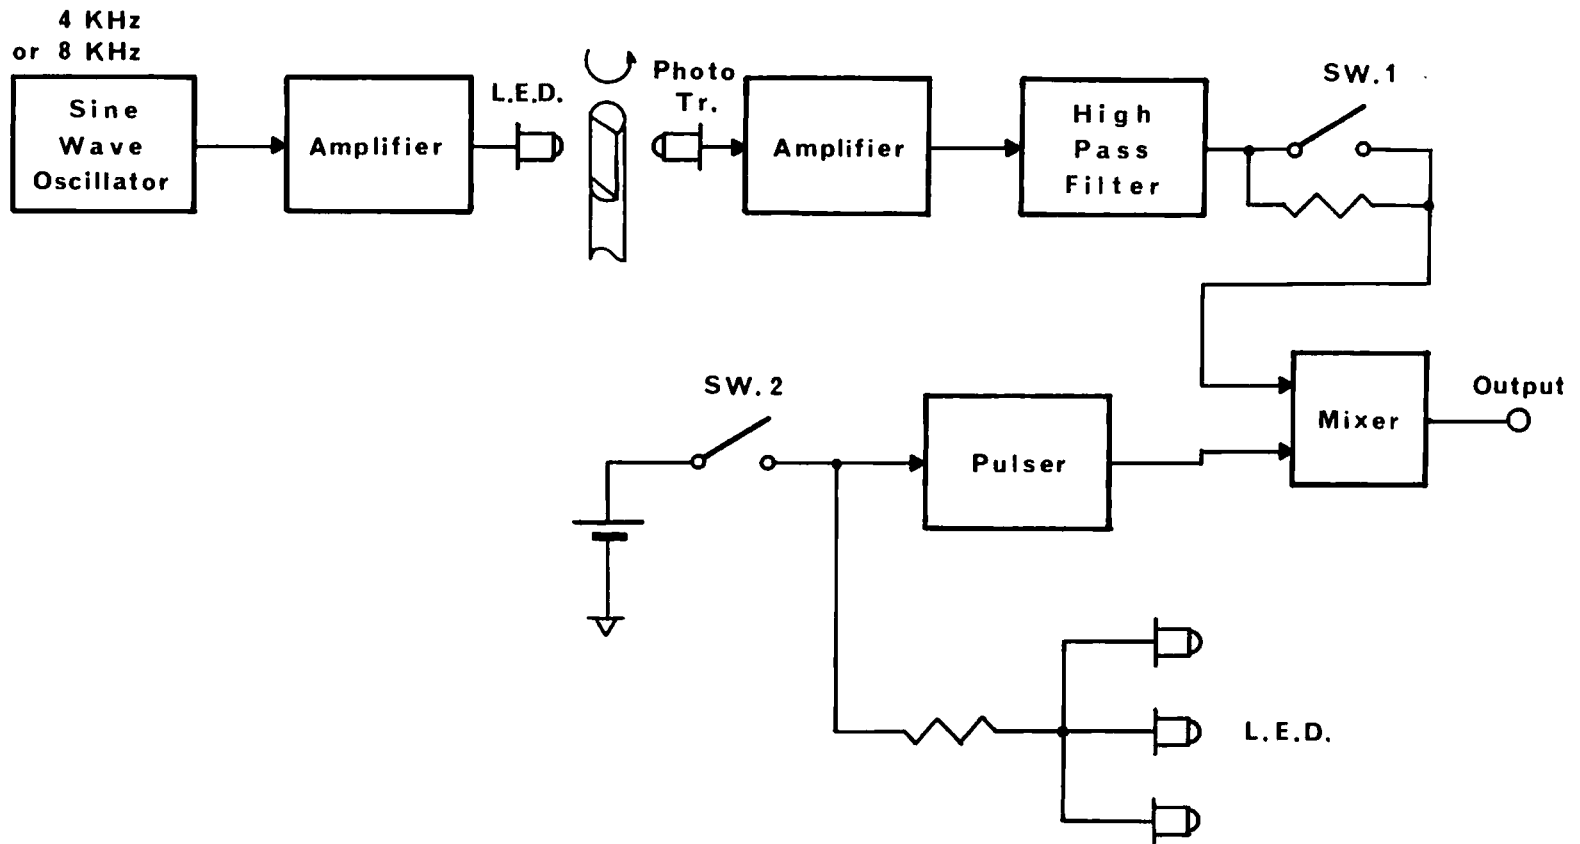 4 KHz
or 8 KHz
Sine
Wave
Oscillator
Amplifier
L.E.D.
Photo
Tr.
Amplifier
High
Pass
Filter
SW.1
SW.2
Pulser
Mixer
Output
L.E.D.